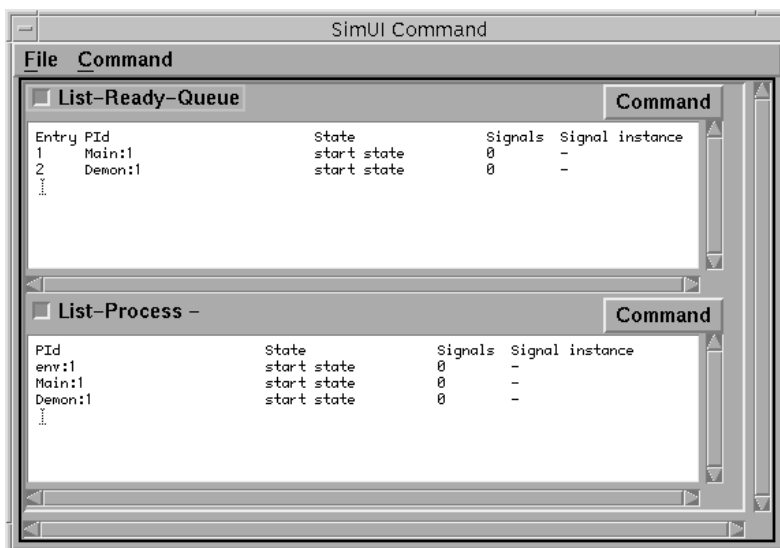 SimUI Command
File Command
List-Ready-Queue Command
Entry PId State Signals Signal instance
1 Main:1 start state 0 -
2 Demon:1 start state 0 -
List-Process - Command
PId State Signals Signal instance
env:1 start state 0 -
Main:1 start state 0 -
Demon:1 start state 0 -